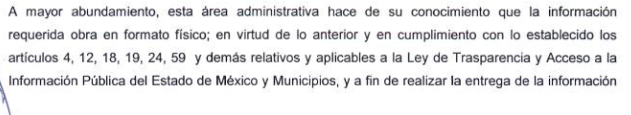 A mayor abundamiento, esta área administrativa hace de su conocimiento que la información
requerida obra en formato físico; en virtud de lo anterior y en cumplimiento con lo establecido los
artículos 4, 12, 18, 19, 24, 59 y demás relativos y aplicables a la Ley de Trasparencia y Acceso a la
Información Pública del Estado de México y Municipios, y a fin de realizar la entrega de la información